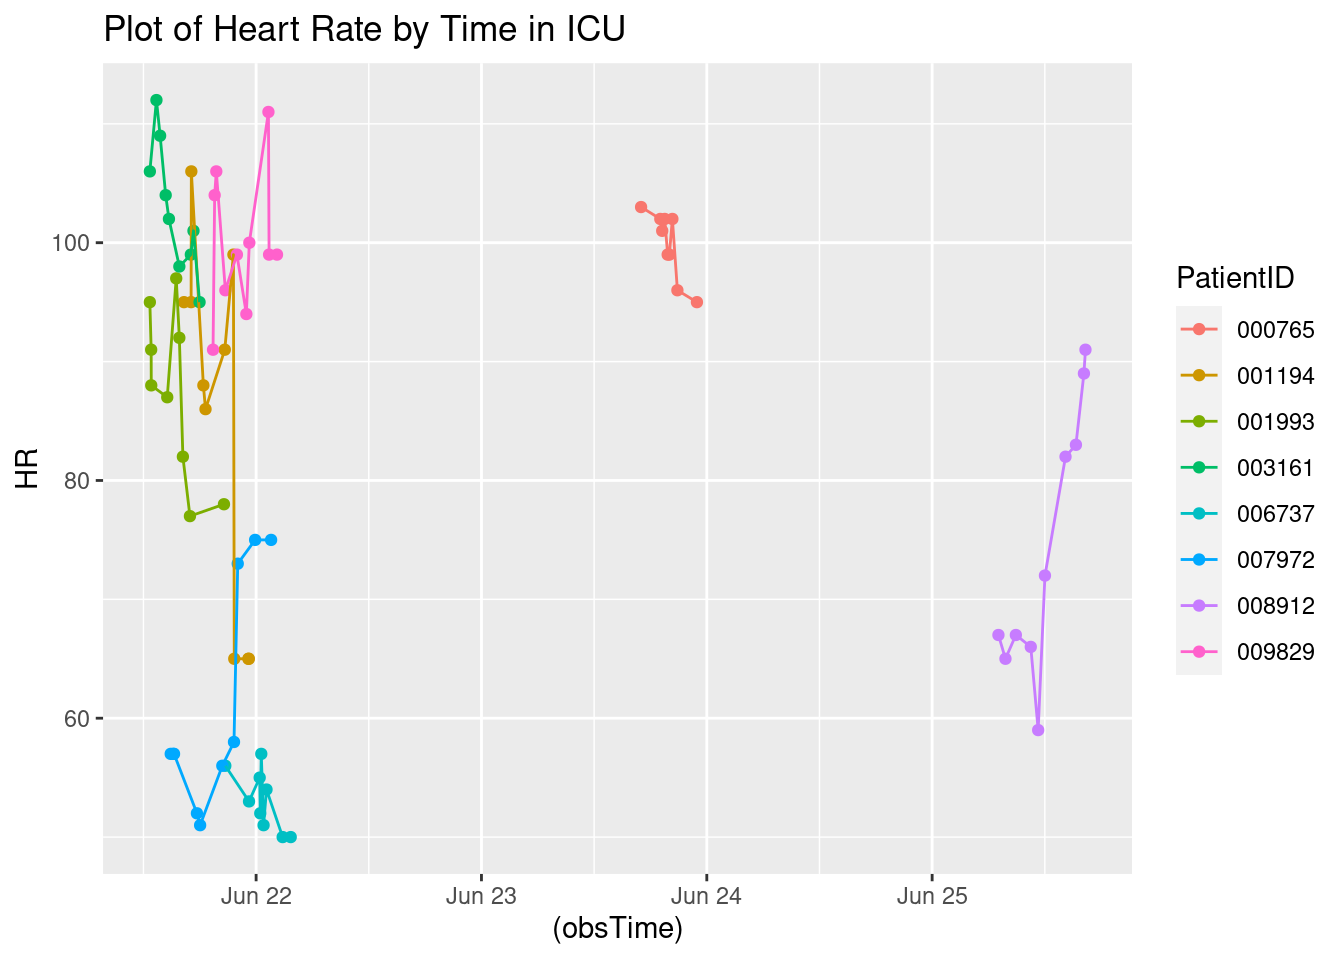 Plot of Heart Rate by Time in ICU
HR
100
80
60
Jun 22
Jun 23
Jun 24
Jun 25
(obsTime)
PatientID
000765
001194
001993
003161
006737
007972
008912
009829